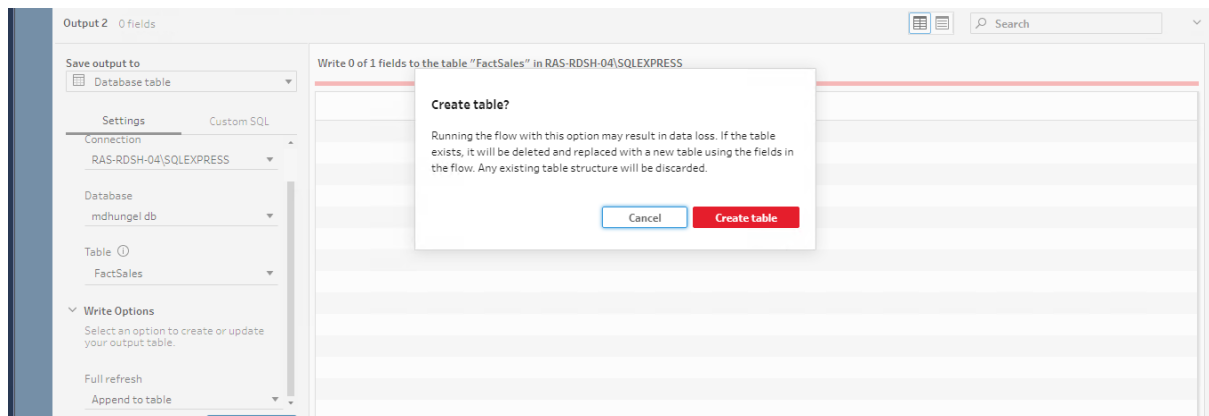 Output 2 0 fields
Search
Save output to
Database table
Settings Custom SQL
Connection
RAS-RDSH-04\SQLEXPRESS
Database
mdhungel db
Table
FactSales
Write Options
Select an option to create or update
your output table.
Full refresh
Append to table
Write 0 of 1 fields to the table "FactSales" in RAS-RDSH-04\SQLEXPRESS
Create table?
Running the flow with this option may result in data loss. If the table
exists, it will be deleted and replaced with a new table using the fields in
the flow. Any existing table structure will be discarded.
Cancel Create table